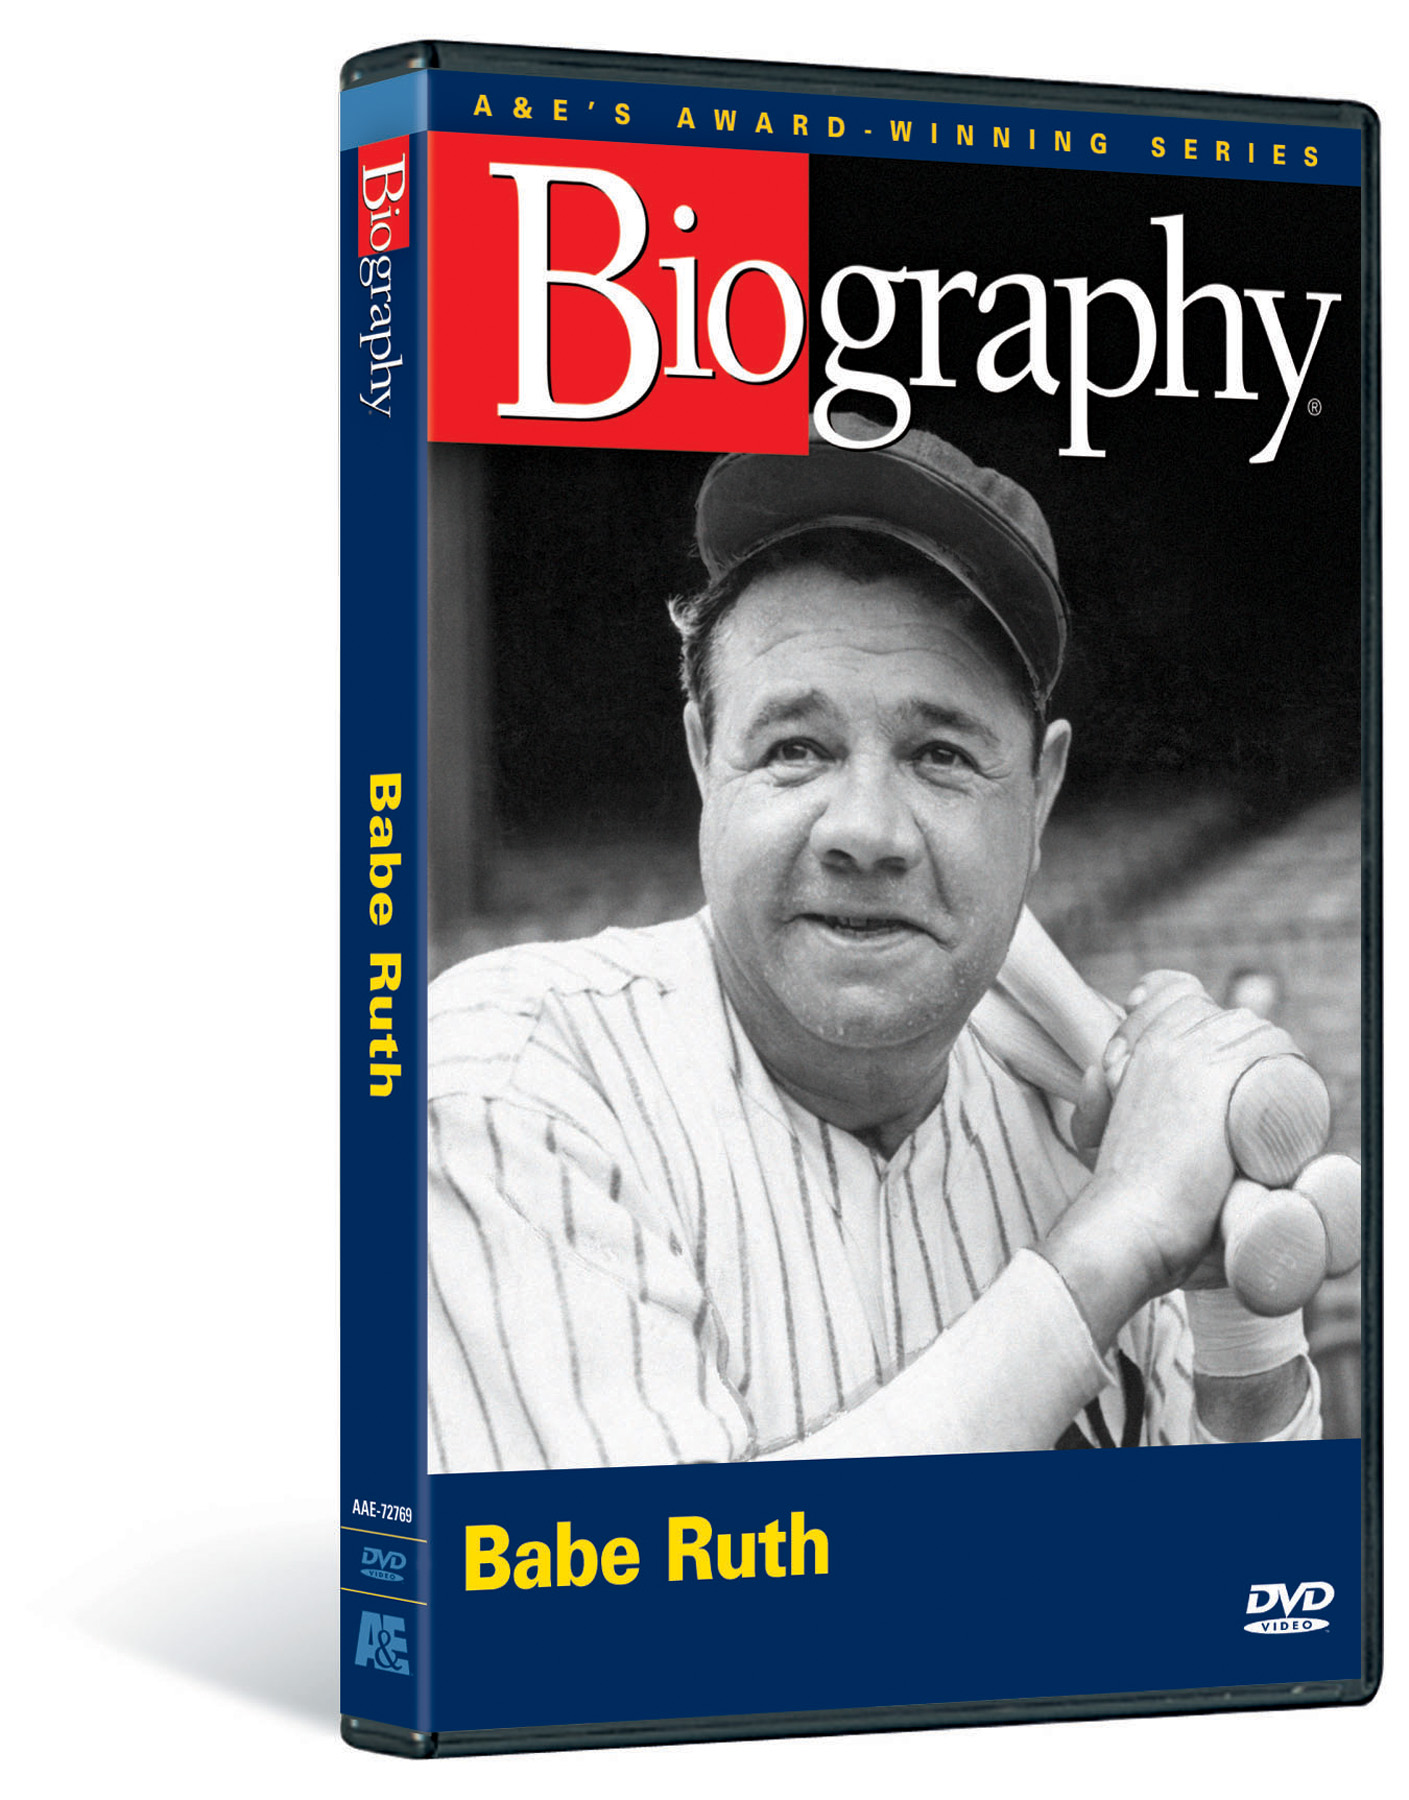 A&E'S AWARD-WINNING SERIES
Biography®
Babe Ruth
DVD
VIDEO
Biography
Babe Ruth
AAE-72769
DVD
VIDEO
A&E